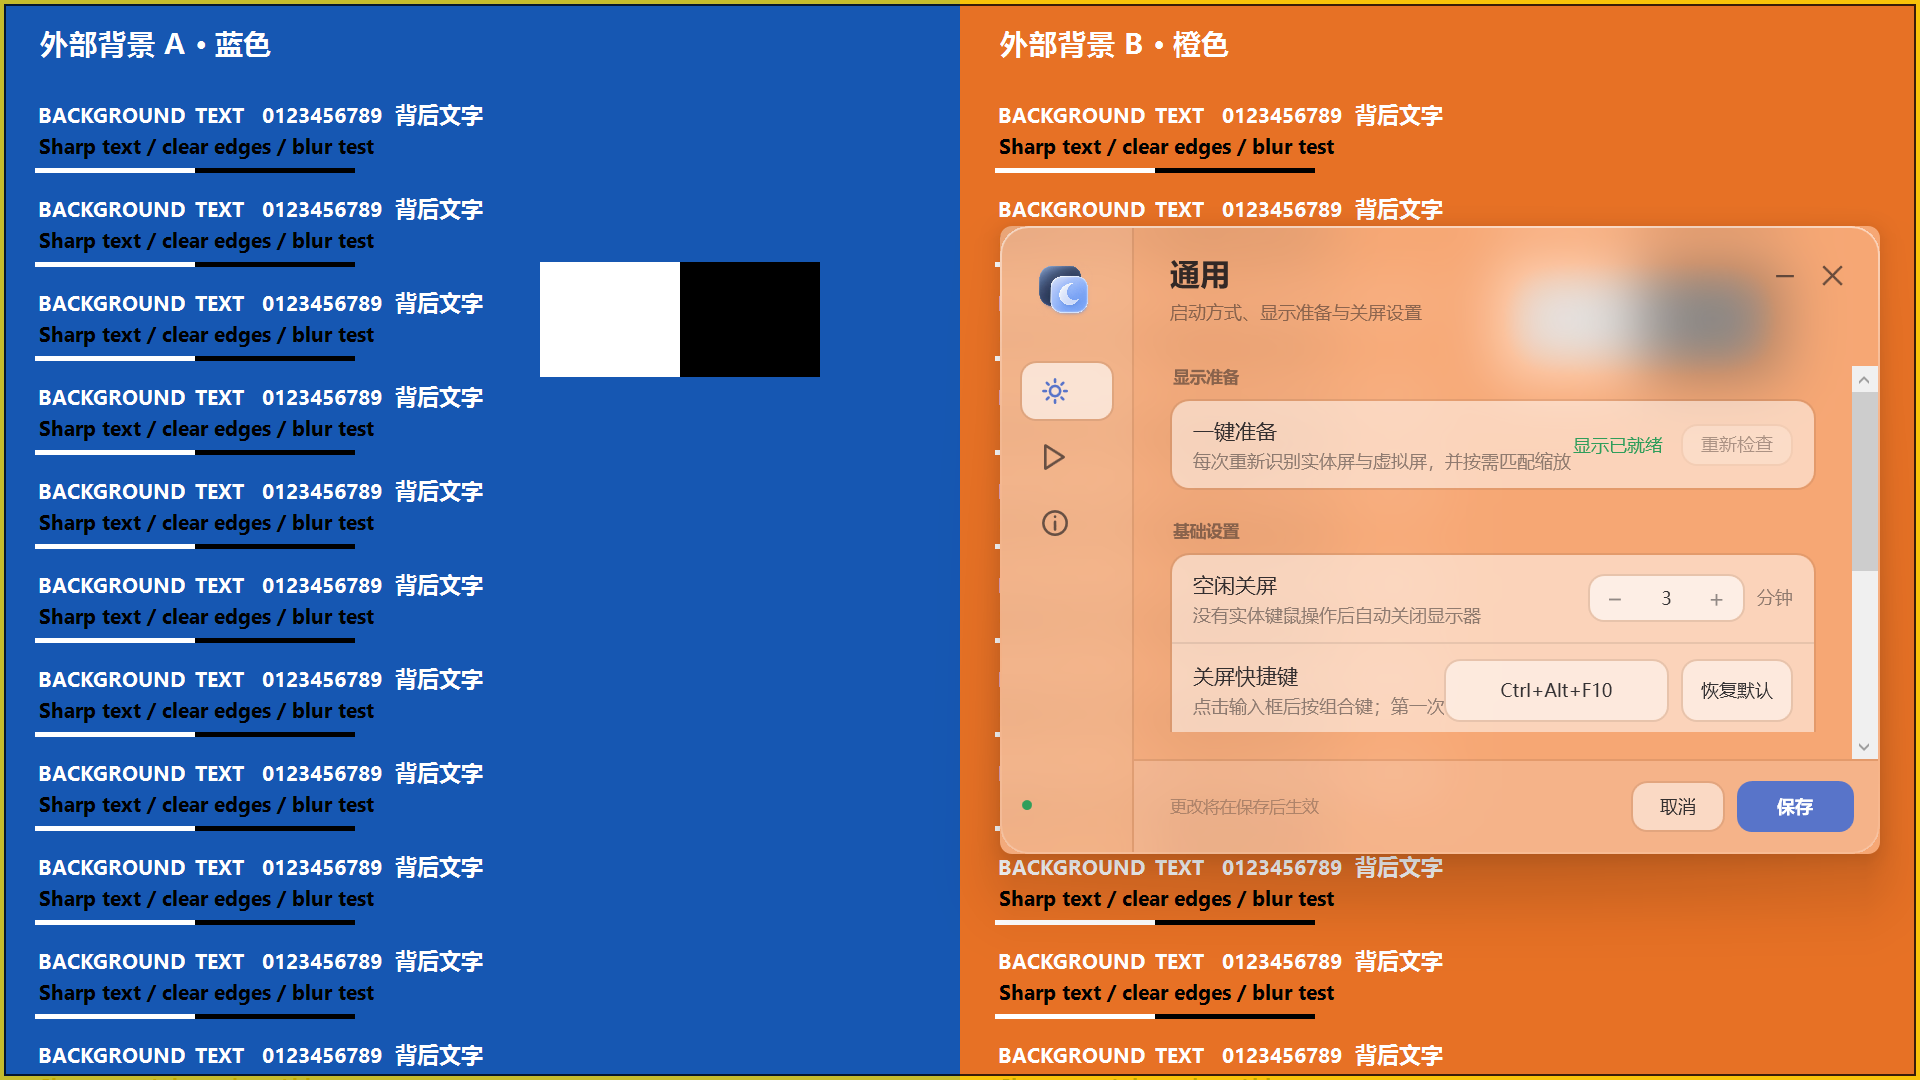 外部背景 A • 蓝色
BACKGROUND TEXT 0123456789 背后文字
Sharp text / clear edges / blur test
BACKGROUND TEXT 0123456789 背后文字
Sharp text / clear edges / blur test
BACKGROUND TEXT 0123456789 背后文字
Sharp text / clear edges / blur test
BACKGROUND TEXT 0123456789 背后文字
Sharp text / clear edges / blur test
BACKGROUND TEXT 0123456789 背后文字
Sharp text / clear edges / blur test
BACKGROUND TEXT 0123456789 背后文字
Sharp text / clear edges / blur test
BACKGROUND TEXT 0123456789 背后文字
Sharp text / clear edges / blur test
BACKGROUND TEXT 0123456789 背后文字
Sharp text / clear edges / blur test
BACKGROUND TEXT 0123456789 背后文字
Sharp text / clear edges / blur test
BACKGROUND TEXT 0123456789 背后文字
Sharp text / clear edges / blur test
BACKGROUND TEXT 0123456789 背后文字
外部背景 B • 橙色
BACKGROUND TEXT 0123456789 背后文字
Sharp text / clear edges / blur test
BACKGROUND TEXT 0123456789 背后文字
通用
启动方式、显示准备与关屏设置
显示准备
一键准备
每次重新识别实体屏与虚拟屏，并按需匹配缩放
显示已就绪
重新检查
基础设置
空闲关屏
没有实体键鼠操作后自动关闭显示器
− 3 +
分钟
关屏快捷键
点击输入框后按组合键；第一次
Ctrl+Alt+F10
恢复默认
更改将在保存后生效
取消
保存
BACKGROUND TEXT 0123456789 背后文字
Sharp text / clear edges / blur test
BACKGROUND TEXT 0123456789 背后文字
Sharp text / clear edges / blur test
BACKGROUND TEXT 0123456789 背后文字